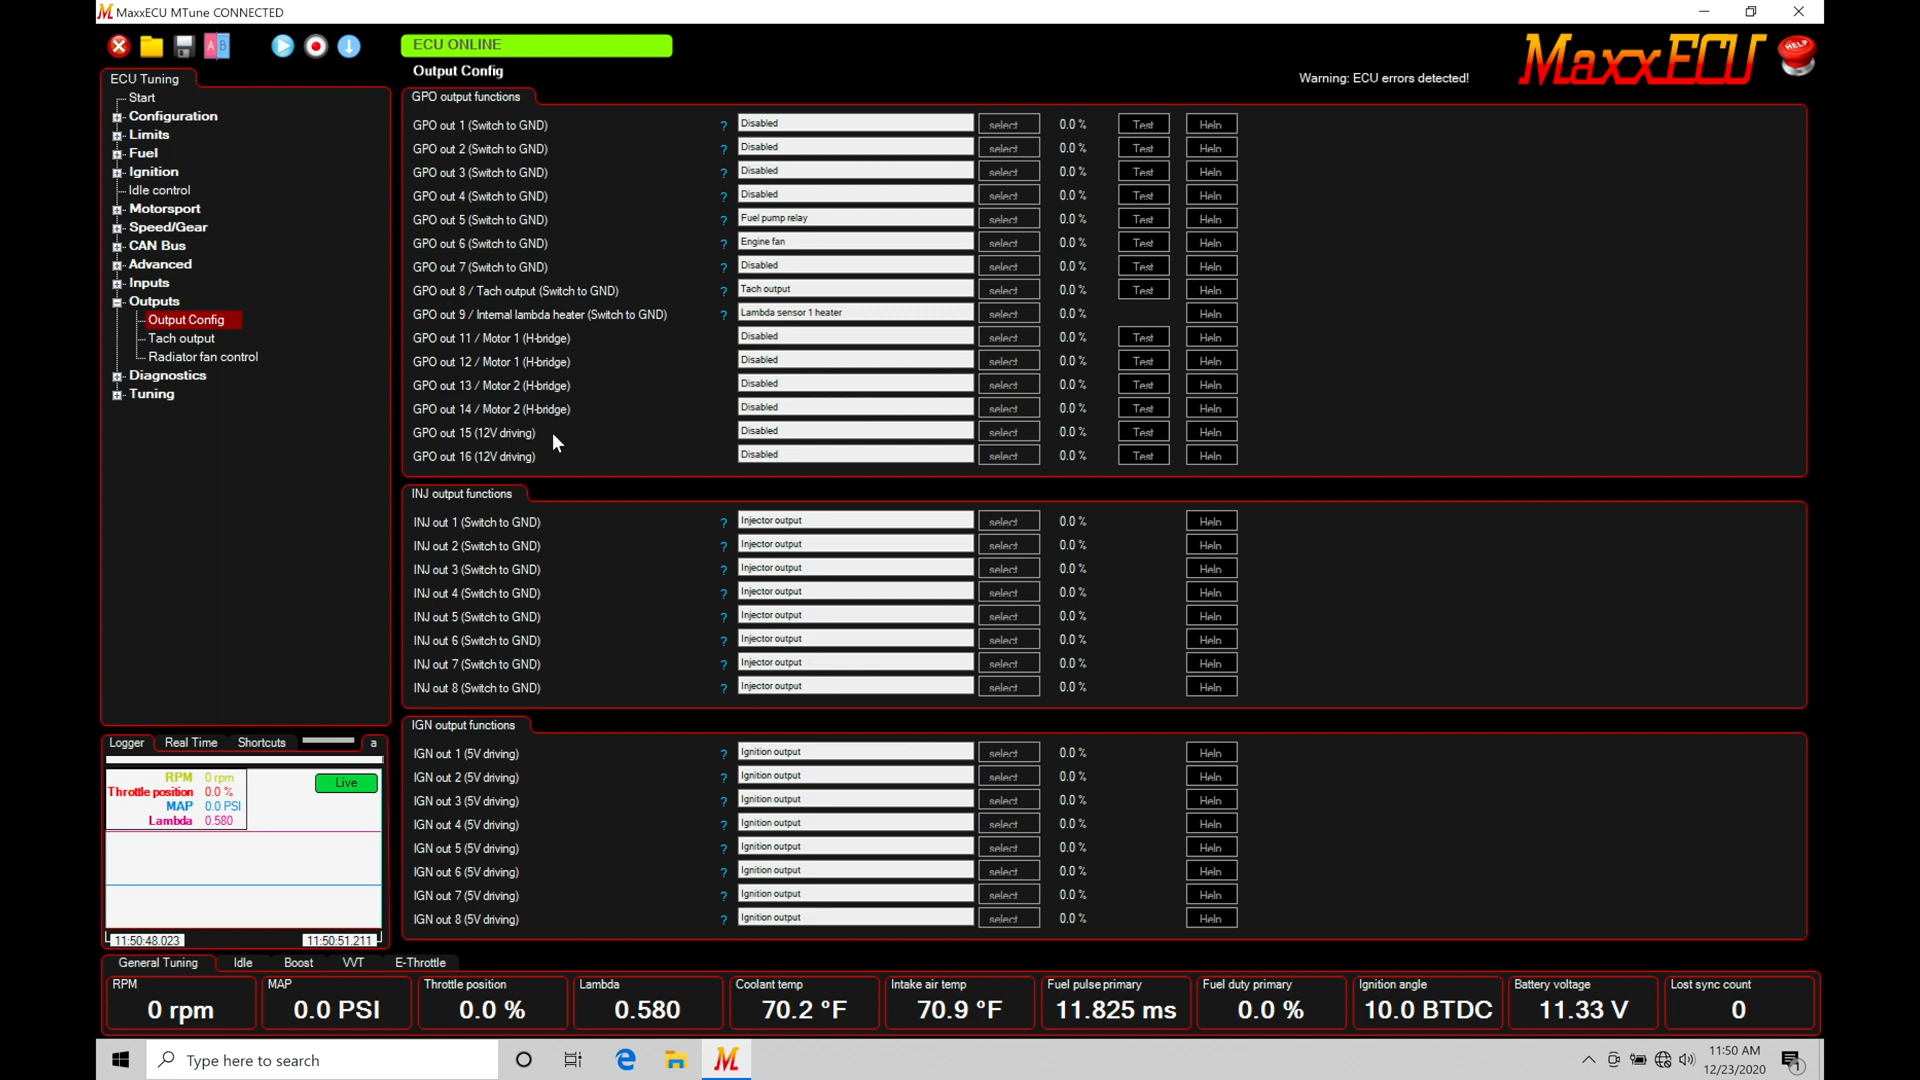 MaxxECU MTune CONNECTED
A B
ECU ONLINE
Output Config
Warning: ECU errors detected!
MaxxECU
HELP
ECU Tuning
Start
Configuration
Limits
Fuel
Ignition
Idle control
Motorsport
Speed/Gear
CAN Bus
Advanced
Inputs
Outputs
Output Config
Tach output
Radiator fan control
Diagnostics
Tuning
GPO output functions
GPO out 1 (Switch to GND) ? Disabled select 0.0 % Test Help
GPO out 2 (Switch to GND) ? Disabled select 0.0 % Test Help
GPO out 3 (Switch to GND) ? Disabled select 0.0 % Test Help
GPO out 4 (Switch to GND) ? Disabled select 0.0 % Test Help
GPO out 5 (Switch to GND) ? Fuel pump relay select 0.0 % Test Help
GPO out 6 (Switch to GND) ? Engine fan select 0.0 % Test Help
GPO out 7 (Switch to GND) ? Disabled select 0.0 % Test Help
GPO out 8 / Tach output (Switch to GND) ? Tach output select 0.0 % Test Help
GPO out 9 / Internal lambda heater (Switch to GND) ? Lambda sensor 1 heater select 0.0 % Help
GPO out 11 / Motor 1 (H-bridge) Disabled select 0.0 % Test Help
GPO out 12 / Motor 1 (H-bridge) Disabled select 0.0 % Test Help
GPO out 13 / Motor 2 (H-bridge) Disabled select 0.0 % Test Help
GPO out 14 / Motor 2 (H-bridge) Disabled select 0.0 % Test Help
GPO out 15 (12V driving) Disabled select 0.0 % Test Help
GPO out 16 (12V driving) Disabled select 0.0 % Test Help
INJ output functions
INJ out 1 (Switch to GND) ? Injector output select 0.0 % Help
INJ out 2 (Switch to GND) ? Injector output select 0.0 % Help
INJ out 3 (Switch to GND) ? Injector output select 0.0 % Help
INJ out 4 (Switch to GND) ? Injector output select 0.0 % Help
INJ out 5 (Switch to GND) ? Injector output select 0.0 % Help
INJ out 6 (Switch to GND) ? Injector output select 0.0 % Help
INJ out 7 (Switch to GND) ? Injector output select 0.0 % Help
INJ out 8 (Switch to GND) ? Injector output select 0.0 % Help
IGN output functions
IGN out 1 (5V driving) ? Ignition output select 0.0 % Help
IGN out 2 (5V driving) ? Ignition output select 0.0 % Help
IGN out 3 (5V driving) ? Ignition output select 0.0 % Help
IGN out 4 (5V driving) ? Ignition output select 0.0 % Help
IGN out 5 (5V driving) ? Ignition output select 0.0 % Help
IGN out 6 (5V driving) ? Ignition output select 0.0 % Help
IGN out 7 (5V driving) ? Ignition output select 0.0 % Help
IGN out 8 (5V driving) ? Ignition output select 0.0 % Help
Logger Real Time Shortcuts a
RPM 0 rpm
Throttle position 0.0 %
MAP 0.0 PSI
Lambda 0.580
Live
11:50:48.023 11:50:51.211
General Tuning Idle Boost VVT E-Throttle
RPM MAP Throttle position Lambda Coolant temp Intake air temp Fuel pulse primary Fuel duty primary Ignition angle Battery voltage Lost sync count
0 rpm 0.0 PSI 0.0 % 0.580 70.2 °F 70.9 °F 11.825 ms 0.0 % 10.0 BTDC 11.33 V 0
Type here to search
11:50 AM
12/23/2020
1